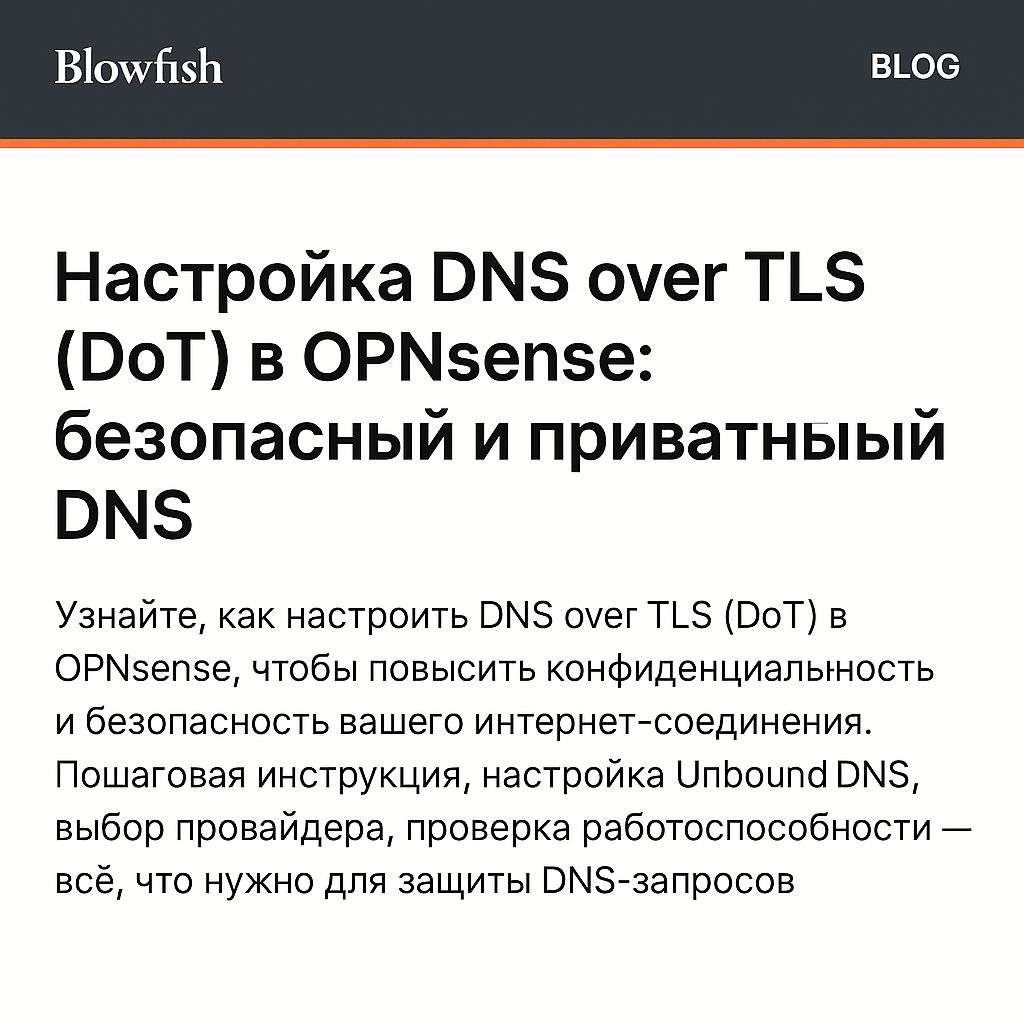 Blowfish
BLOG
Настройка DNS over TLS
(DoT) в OPNsense:
безопасный и приватныый
DNS
Узнайте, как настроить DNS over TLS (DoT) в
OPNsense, чтобы повысить конфиденциальность
и безопасность вашего интернет-соединения.
Пошаговая инструкция, настройка Unbound DNS,
выбор провайдера, проверка работоспособности —
всё, что нужно для защиты DNS-запросов